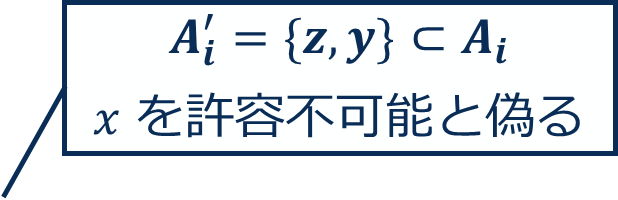 A′ᵢ = {z, y} ⊂ Aᵢ
x を許容不可能と偽る